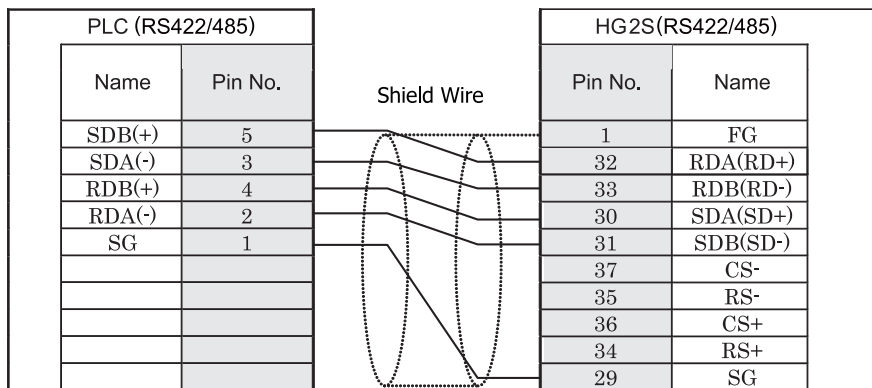 PLC (RS422/485) HG2S(RS422/485)
Name Pin No. Shield Wire Pin No. Name
SDB(+) 5 1 FG
SDA(-) 3 32 RDA(RD+)
RDB(+) 4 33 RDB(RD-)
RDA(-) 2 30 SDA(SD+)
SG 1 31 SDB(SD-)
37 CS-
35 RS-
36 CS+
34 RS+
29 SG